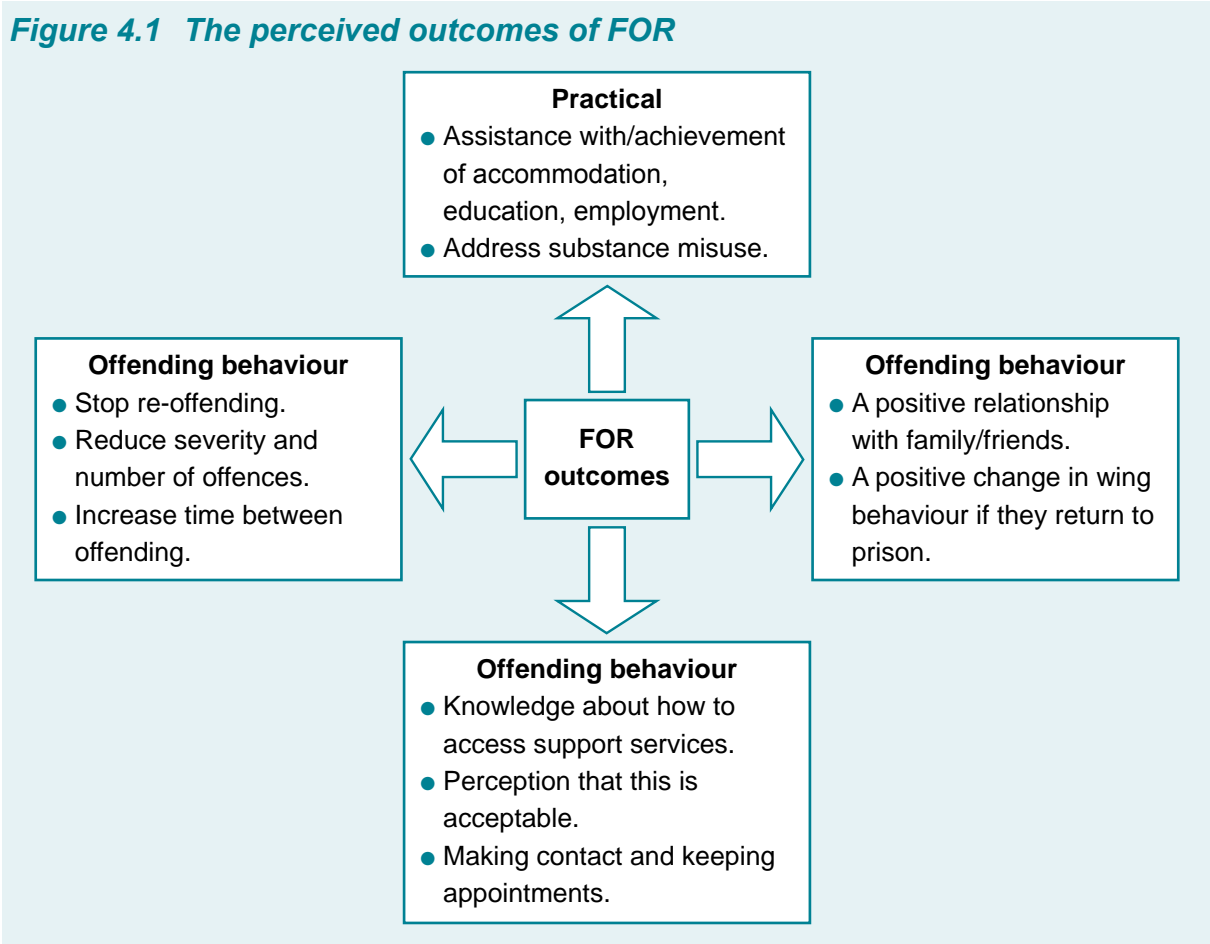 Figure 4.1 The perceived outcomes of FOR
Practical
● Assistance with/achievement
of accommodation,
education, employment.
● Address substance misuse.
Offending behaviour
● Stop re-offending.
● Reduce severity and
number of offences.
● Increase time between
offending.
FOR
outcomes
Offending behaviour
● A positive relationship
with family/friends.
● A positive change in wing
behaviour if they return to
prison.
Offending behaviour
● Knowledge about how to
access support services.
● Perception that this is
acceptable.
● Making contact and keeping
appointments.